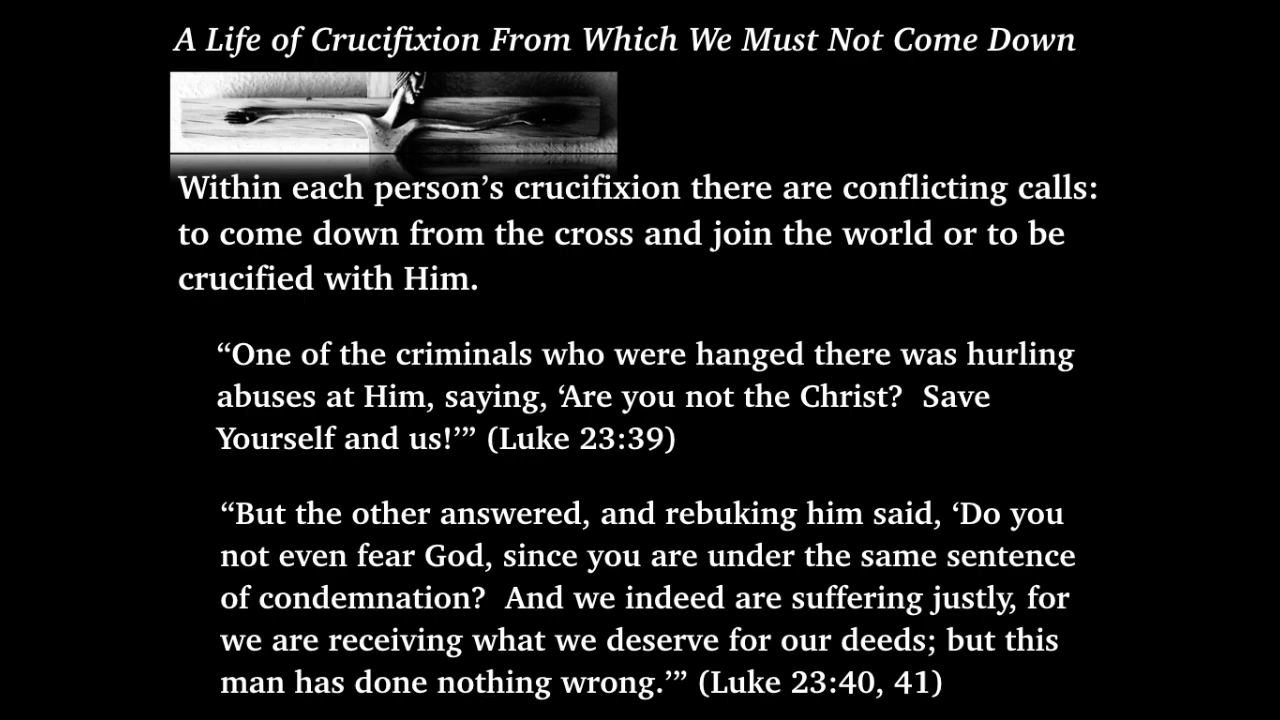 A Life of Crucifixion From Which We Must Not Come Down
Within each person’s crucifixion there are conflicting calls:
to come down from the cross and join the world or to be
crucified with Him.
“One of the criminals who were hanged there was hurling
abuses at Him, saying, ‘Are you not the Christ?  Save
Yourself and us!’” (Luke 23:39)
“But the other answered, and rebuking him said, ‘Do you
not even fear God, since you are under the same sentence
of condemnation?  And we indeed are suffering justly, for
we are receiving what we deserve for our deeds; but this
man has done nothing wrong.’” (Luke 23:40, 41)